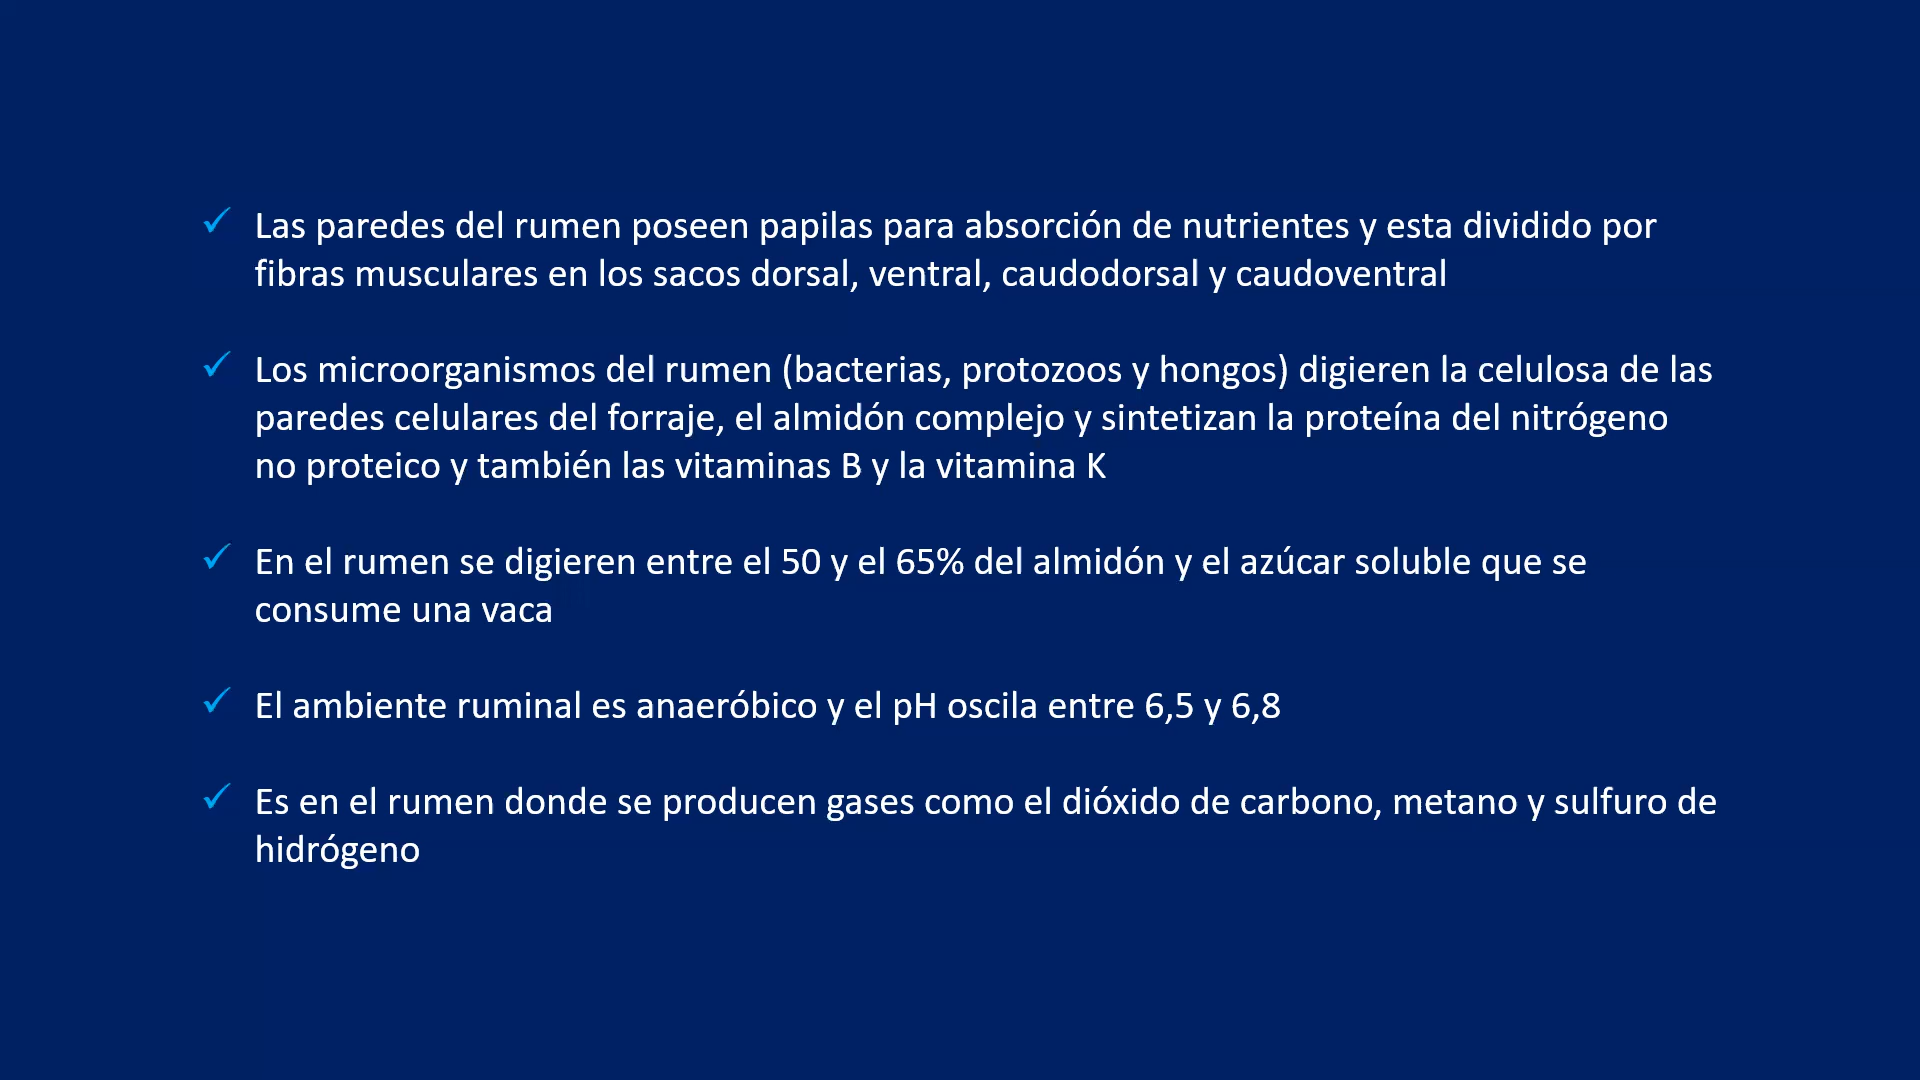 ✓ Las paredes del rumen poseen papilas para absorción de nutrientes y esta dividido por
fibras musculares en los sacos dorsal, ventral, caudodorsal y caudoventral
✓ Los microorganismos del rumen (bacterias, protozoos y hongos) digieren la celulosa de las
paredes celulares del forraje, el almidón complejo y sintetizan la proteína del nitrógeno
no proteico y también las vitaminas B y la vitamina K
✓ En el rumen se digieren entre el 50 y el 65% del almidón y el azúcar soluble que se
consume una vaca
✓ El ambiente ruminal es anaeróbico y el pH oscila entre 6,5 y 6,8
✓ Es en el rumen donde se producen gases como el dióxido de carbono, metano y sulfuro de
hidrógeno